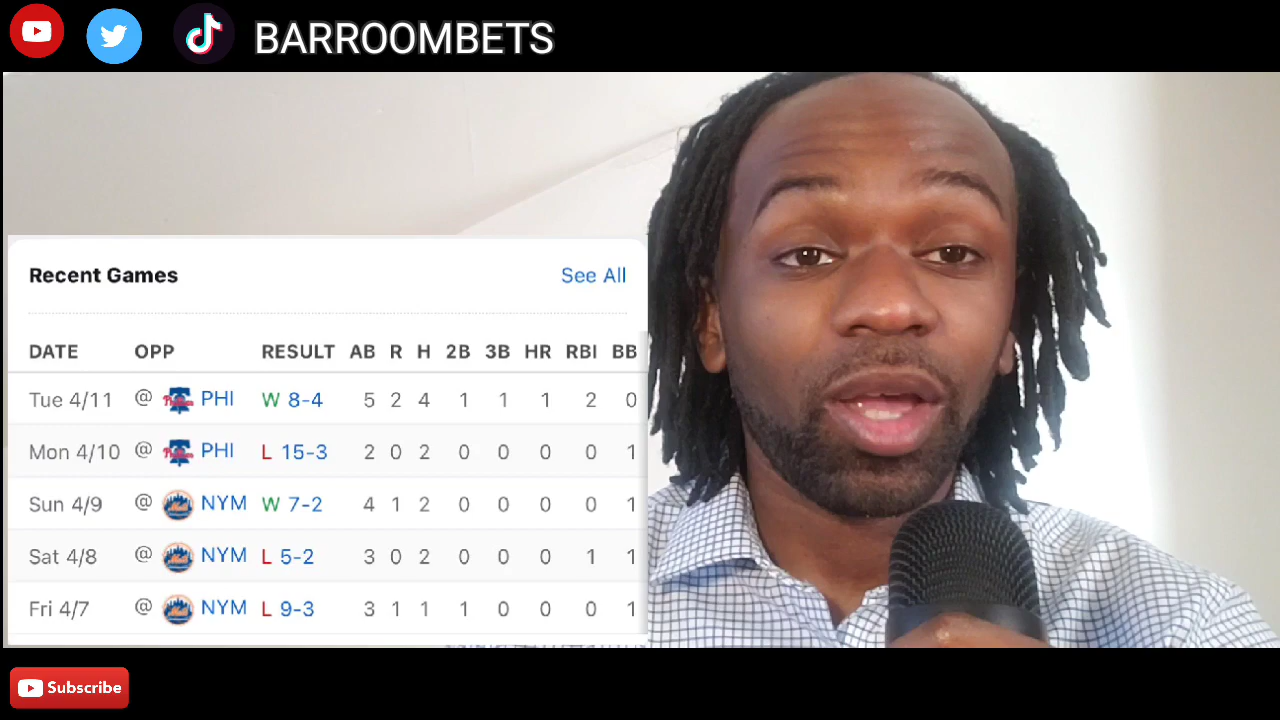 BARROOMBETS
Recent Games See All
DATE OPP RESULT AB R H 2B 3B HR RBI BB
Tue 4/11 @ PHI W 8-4 5 2 4 1 1 1 2 0
Mon 4/10 @ PHI L 15-3 2 0 2 0 0 0 0 1
Sun 4/9 @ NYM W 7-2 4 1 2 0 0 0 0 1
Sat 4/8 @ NYM L 5-2 3 0 2 0 0 0 1 1
Fri 4/7 @ NYM L 9-3 3 1 1 1 0 0 0 1
Subscribe